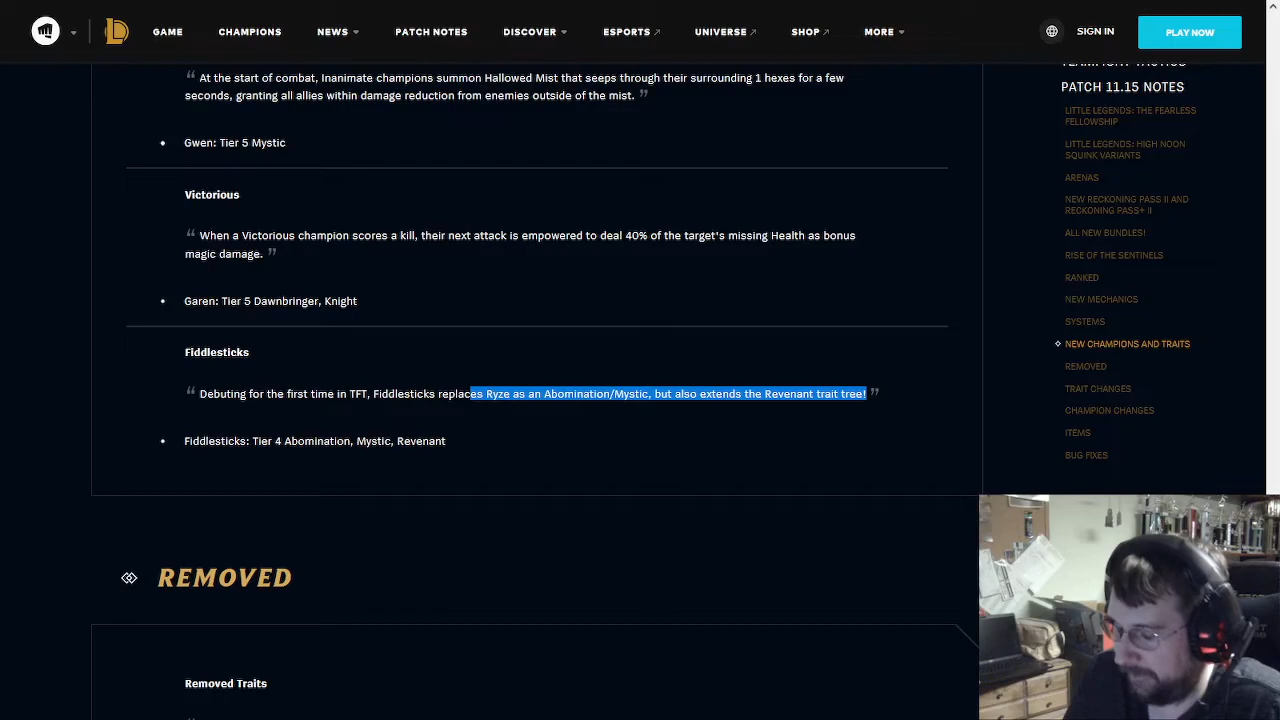 GAME
CHAMPIONS
NEWS
PATCH NOTES
DISCOVER
ESPORTS
UNIVERSE
SHOP
MORE
SIGN IN
PLAY NOW
“ At the start of combat, Inanimate champions summon Hallowed Mist that seeps through their surrounding 1 hexes for a few
seconds, granting all allies within damage reduction from enemies outside of the mist. ”
• Gwen: Tier 5 Mystic
Victorious
“ When a Victorious champion scores a kill, their next attack is empowered to deal 40% of the target's missing Health as bonus
magic damage. ”
• Garen: Tier 5 Dawnbringer, Knight
Fiddlesticks
“ Debuting for the first time in TFT, Fiddlesticks replaces Ryze as an Abomination/Mystic, but also extends the Revenant trait tree! ”
• Fiddlesticks: Tier 4 Abomination, Mystic, Revenant
REMOVED
Removed Traits
TEAMFIGHT TACTICS
PATCH 11.15 NOTES
LITTLE LEGENDS: THE FEARLESS
FELLOWSHIP
LITTLE LEGENDS: HIGH NOON
SQUINK VARIANTS
ARENAS
NEW RECKONING PASS II AND
RECKONING PASS+ II
ALL NEW BUNDLES!
RISE OF THE SENTINELS
RANKED
NEW MECHANICS
SYSTEMS
NEW CHAMPIONS AND TRAITS
REMOVED
TRAIT CHANGES
CHAMPION CHANGES
ITEMS
BUG FIXES